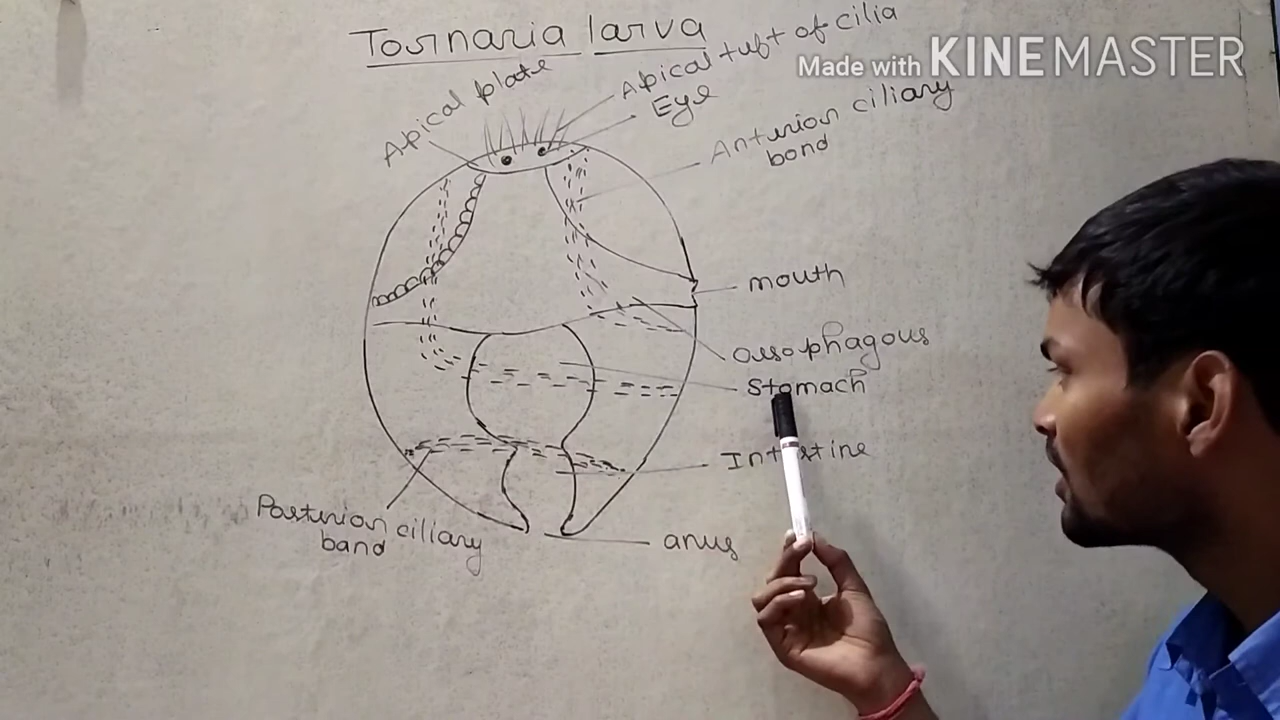 Tornaria larva
Made with KINEMASTER
Apical plate
Apical tuft of cilia
Eye
Anterior ciliary
bond
mouth
Oesophagous
Stomach
Intestine
Posterior ciliary
band
anus